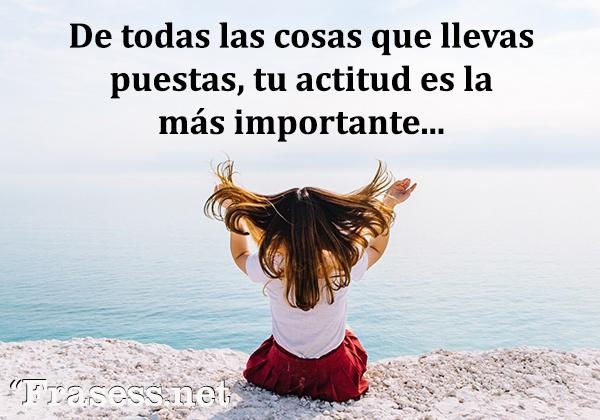 De todas las cosas que llevas
puestas, tu actitud es la
más importante...
“Frasess.net